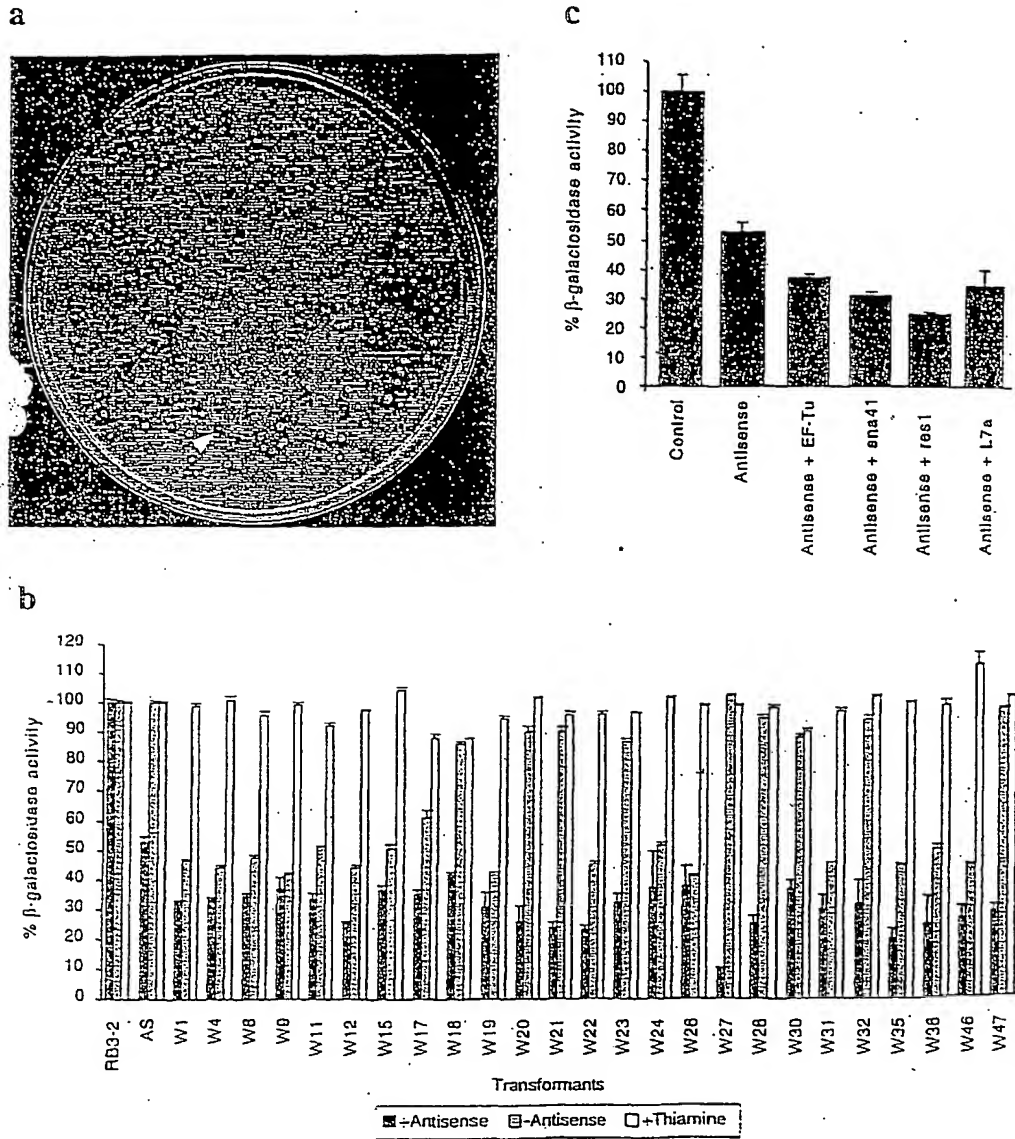 a
c
% β-galactosidase activity
110
100
90
80
70
60
50
40
30
20
10
0
Control
Antisense
Antisense + EF-Tu
Antisense + sna41
Antisense + res1
Antisense + L7a
b
% β-galactosidase activity
120
110
100
90
80
70
60
50
40
30
20
10
0
RB3-2
AS
W1
W4
W8
W9
W11
W12
W15
W17
W18
W19
W20
W21
W22
W23
W24
W26
W27
W28
W30
W31
W32
W35
W36
W46
W47
Transformants
+Antisense -Antisense +Thiamine